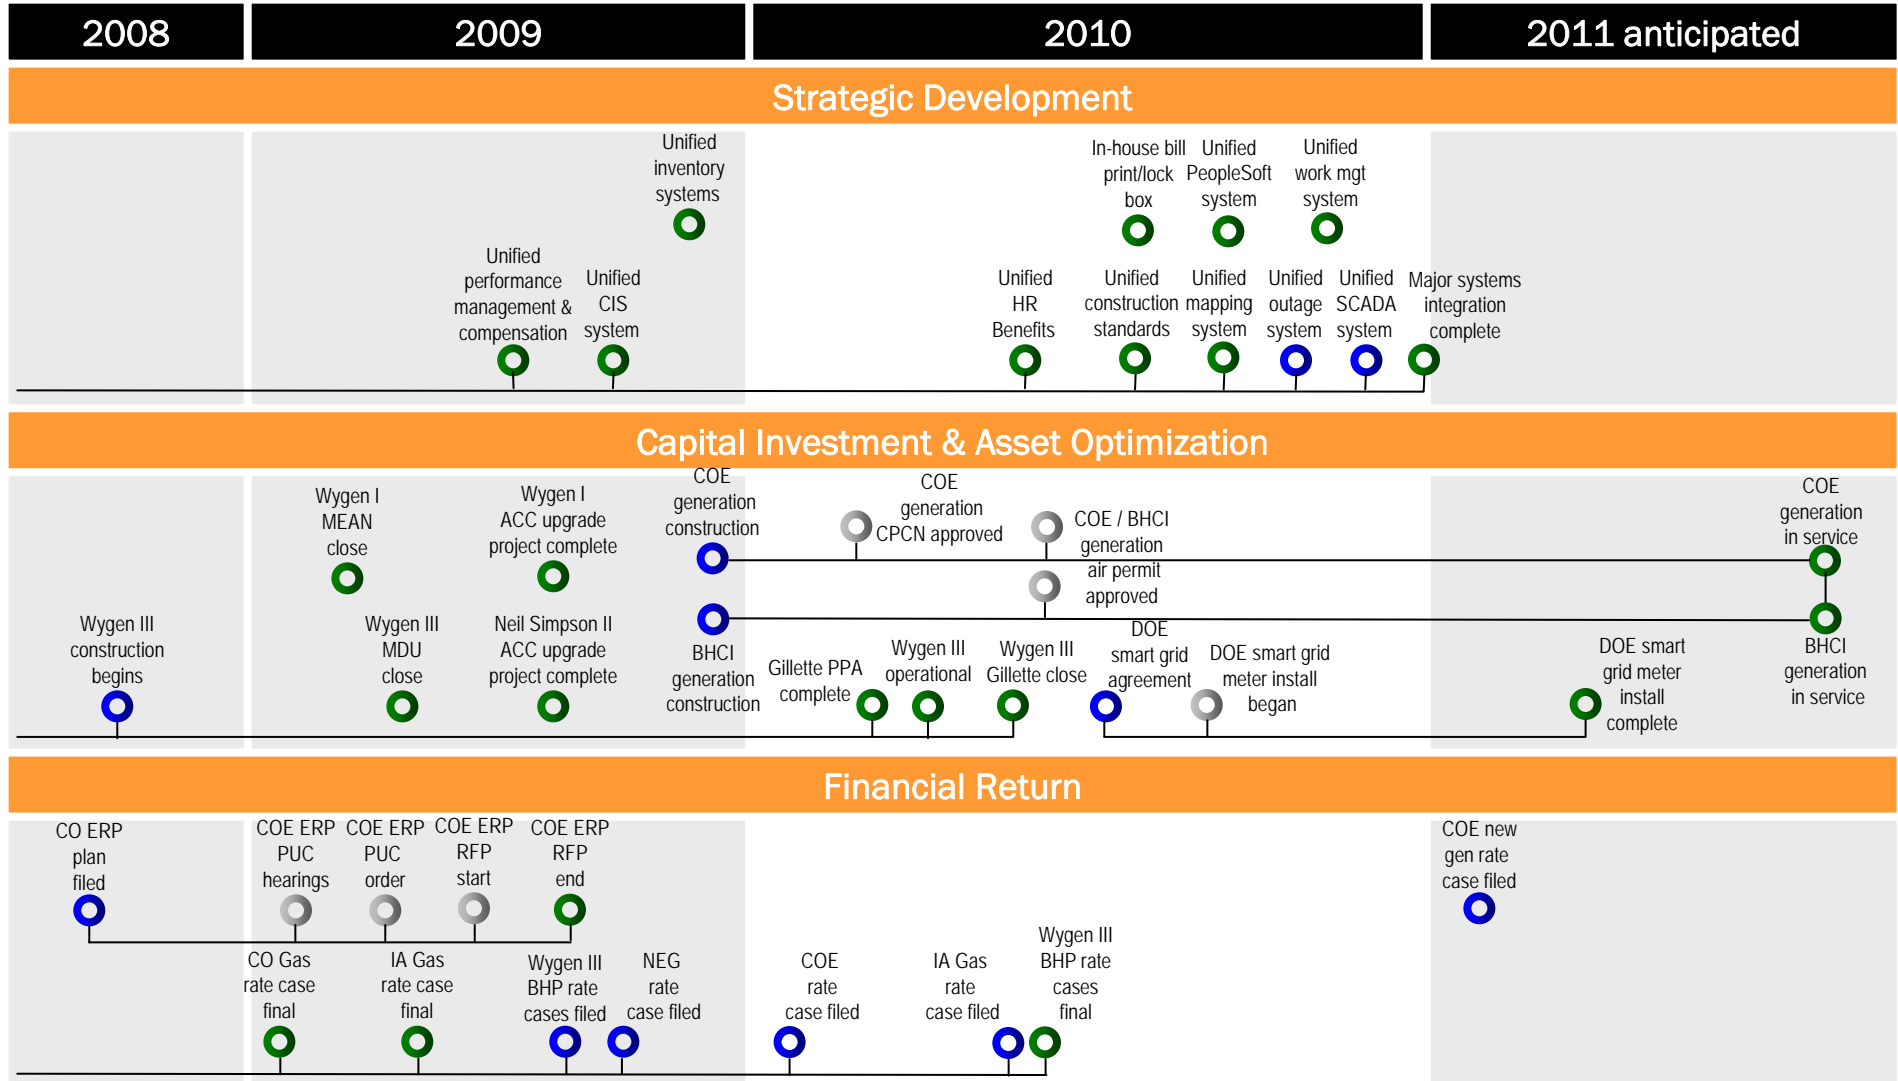 2008
2009
2010
2011 anticipated
Strategic Development
Unified
inventory
systems
In-house bill
print/lock
box
Unified
PeopleSoft
system
Unified
work mgt
system
Unified
performance
management &
compensation
Unified
CIS
system
Unified
HR
Benefits
Unified
construction
standards
Unified
mapping
system
Unified
outage
system
Unified
SCADA
system
Major systems
integration
complete
Capital Investment & Asset Optimization
Wygen I
MEAN
close
Wygen I
ACC upgrade
project complete
COE
generation
construction
COE
generation
CPCN approved
COE / BHCI
generation
air permit
approved
COE
generation
in service
Wygen III
construction
begins
Wygen III
MDU
close
Neil Simpson II
ACC upgrade
project complete
BHCI
generation
construction
Gillette PPA
complete
Wygen III
operational
Wygen III
Gillette close
DOE
smart grid
agreement
DOE smart grid
meter install
began
DOE smart
grid meter
install
complete
BHCI
generation
in service
Financial Return
CO ERP
plan
filed
COE ERP
PUC
hearings
COE ERP
PUC
order
COE ERP
RFP
start
COE ERP
RFP
end
COE new
gen rate
case filed
CO Gas
rate case
final
IA Gas
rate case
final
Wygen III
BHP rate
cases filed
NEG
rate
case filed
COE
rate
case filed
IA Gas
rate
case filed
Wygen III
BHP rate
cases
final